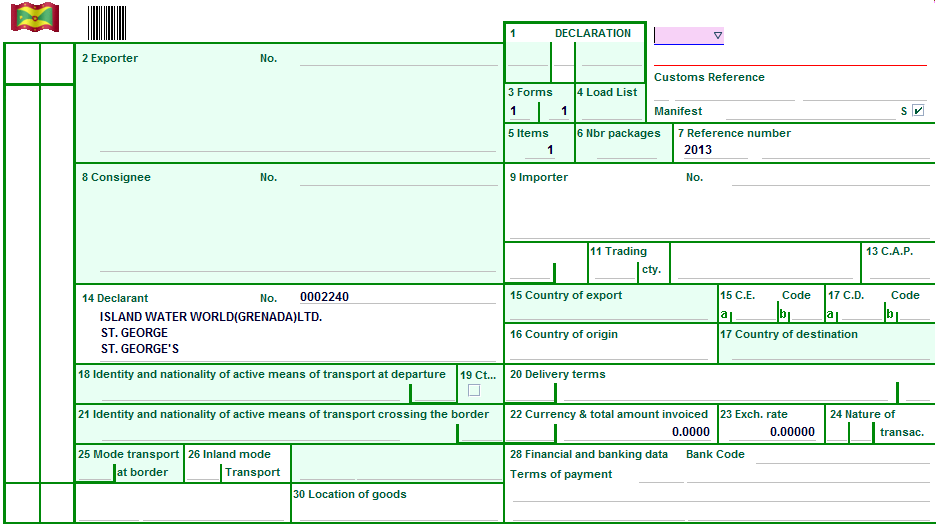 1 DECLARATION
2 Exporter No.
Customs Reference
3 Forms 4 Load List
1 1
Manifest S
5 Items 6 Nbr packages 7 Reference number
1 2013
8 Consignee No.
9 Importer No.
11 Trading 13 C.A.P.
cty.
14 Declarant No. 0002240
ISLAND WATER WORLD(GRENADA)LTD.
ST. GEORGE
ST. GEORGE'S
15 Country of export 15 C.E. Code 17 C.D. Code
a b a b
16 Country of origin 17 Country of destination
18 Identity and nationality of active means of transport at departure 19 Ct...
20 Delivery terms
21 Identity and nationality of active means of transport crossing the border
22 Currency & total amount invoiced 23 Exch. rate 24 Nature of
0.0000 0.00000 transac.
25 Mode transport 26 Inland mode
at border Transport
28 Financial and banking data Bank Code
Terms of payment
30 Location of goods